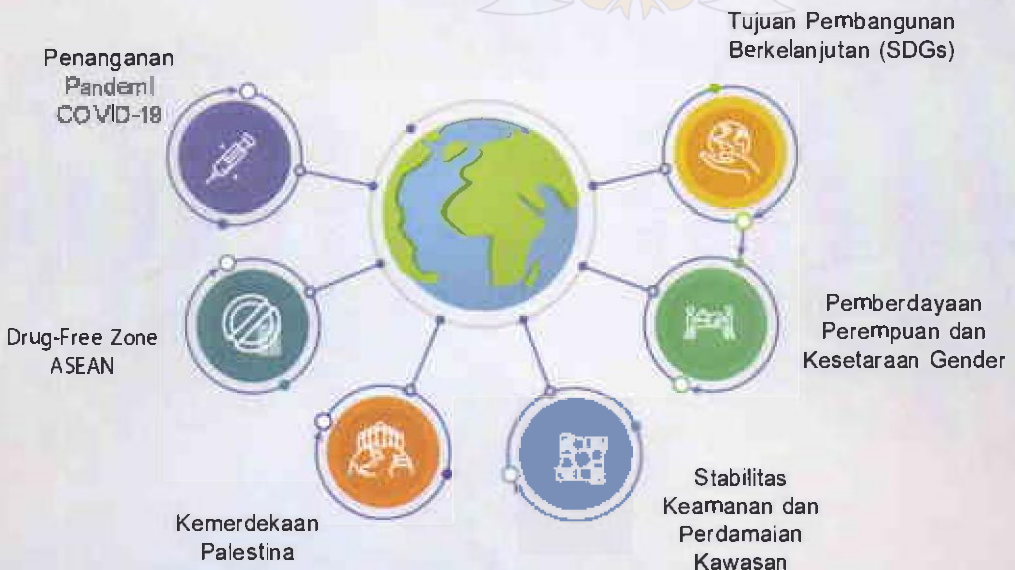 Penanganan
Pandemi
COVID-19
Tujuan Pembangunan
Berkelanjutan (SDGs)
Drug-Free Zone
ASEAN
Pemberdayaan
Perempuan dan
Kesetaraan Gender
Kemerdekaan
Palestina
Stabilitas
Keamanan dan
Perdamaian
Kawasan